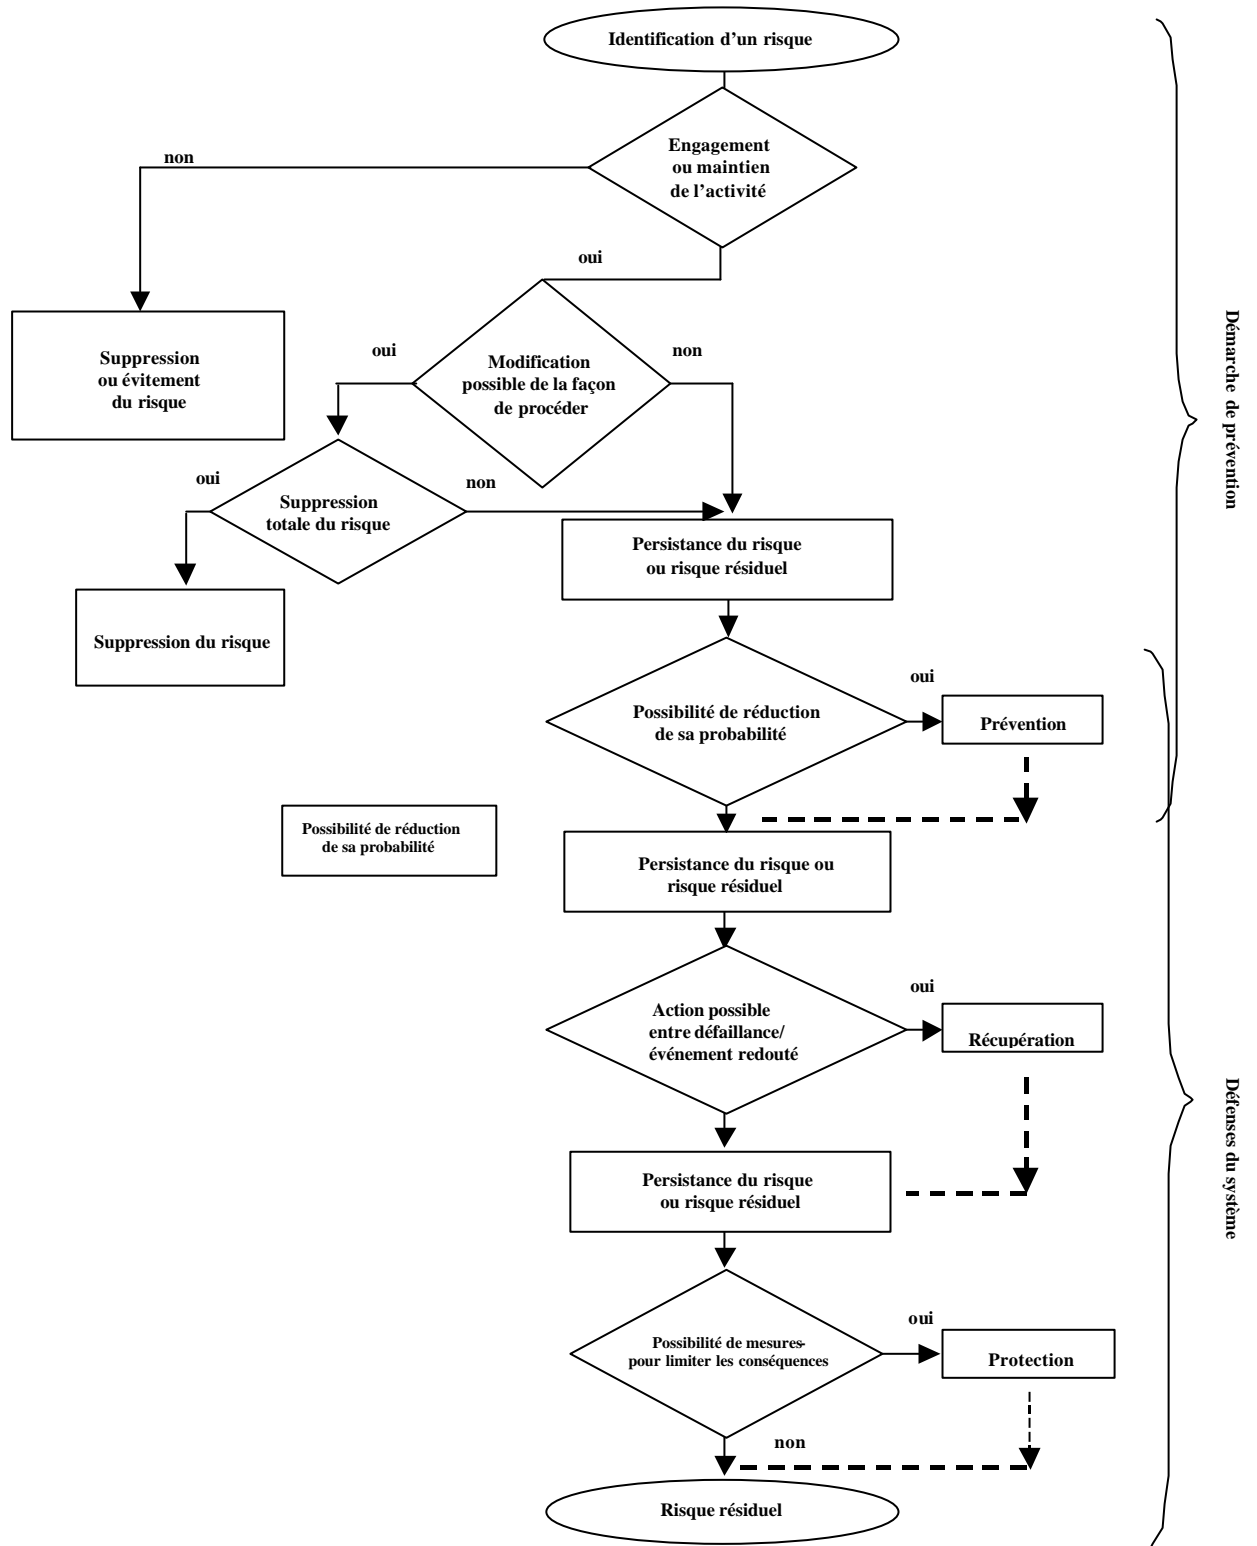 Identification d'un risque
Engagement
ou maintien
de l'activité
non
oui
Suppression
ou évitement
du risque
oui
Modification
possible de la façon
de procéder
non
oui
Suppression
totale du risque
non
Persistance du risque
ou risque résiduel
Suppression du risque
Possibilité de réduction
de sa probabilité
oui
Prévention
Possibilité de réduction
de sa probabilité
Persistance du risque ou
risque résiduel
Action possible
entre défaillance/
événement redouté
oui
Récupération
Persistance du risque
ou risque résiduel
Possibilité de mesures-
pour limiter les conséquences
oui
Protection
non
Risque résiduel
Démarche de prévention
Défenses du système